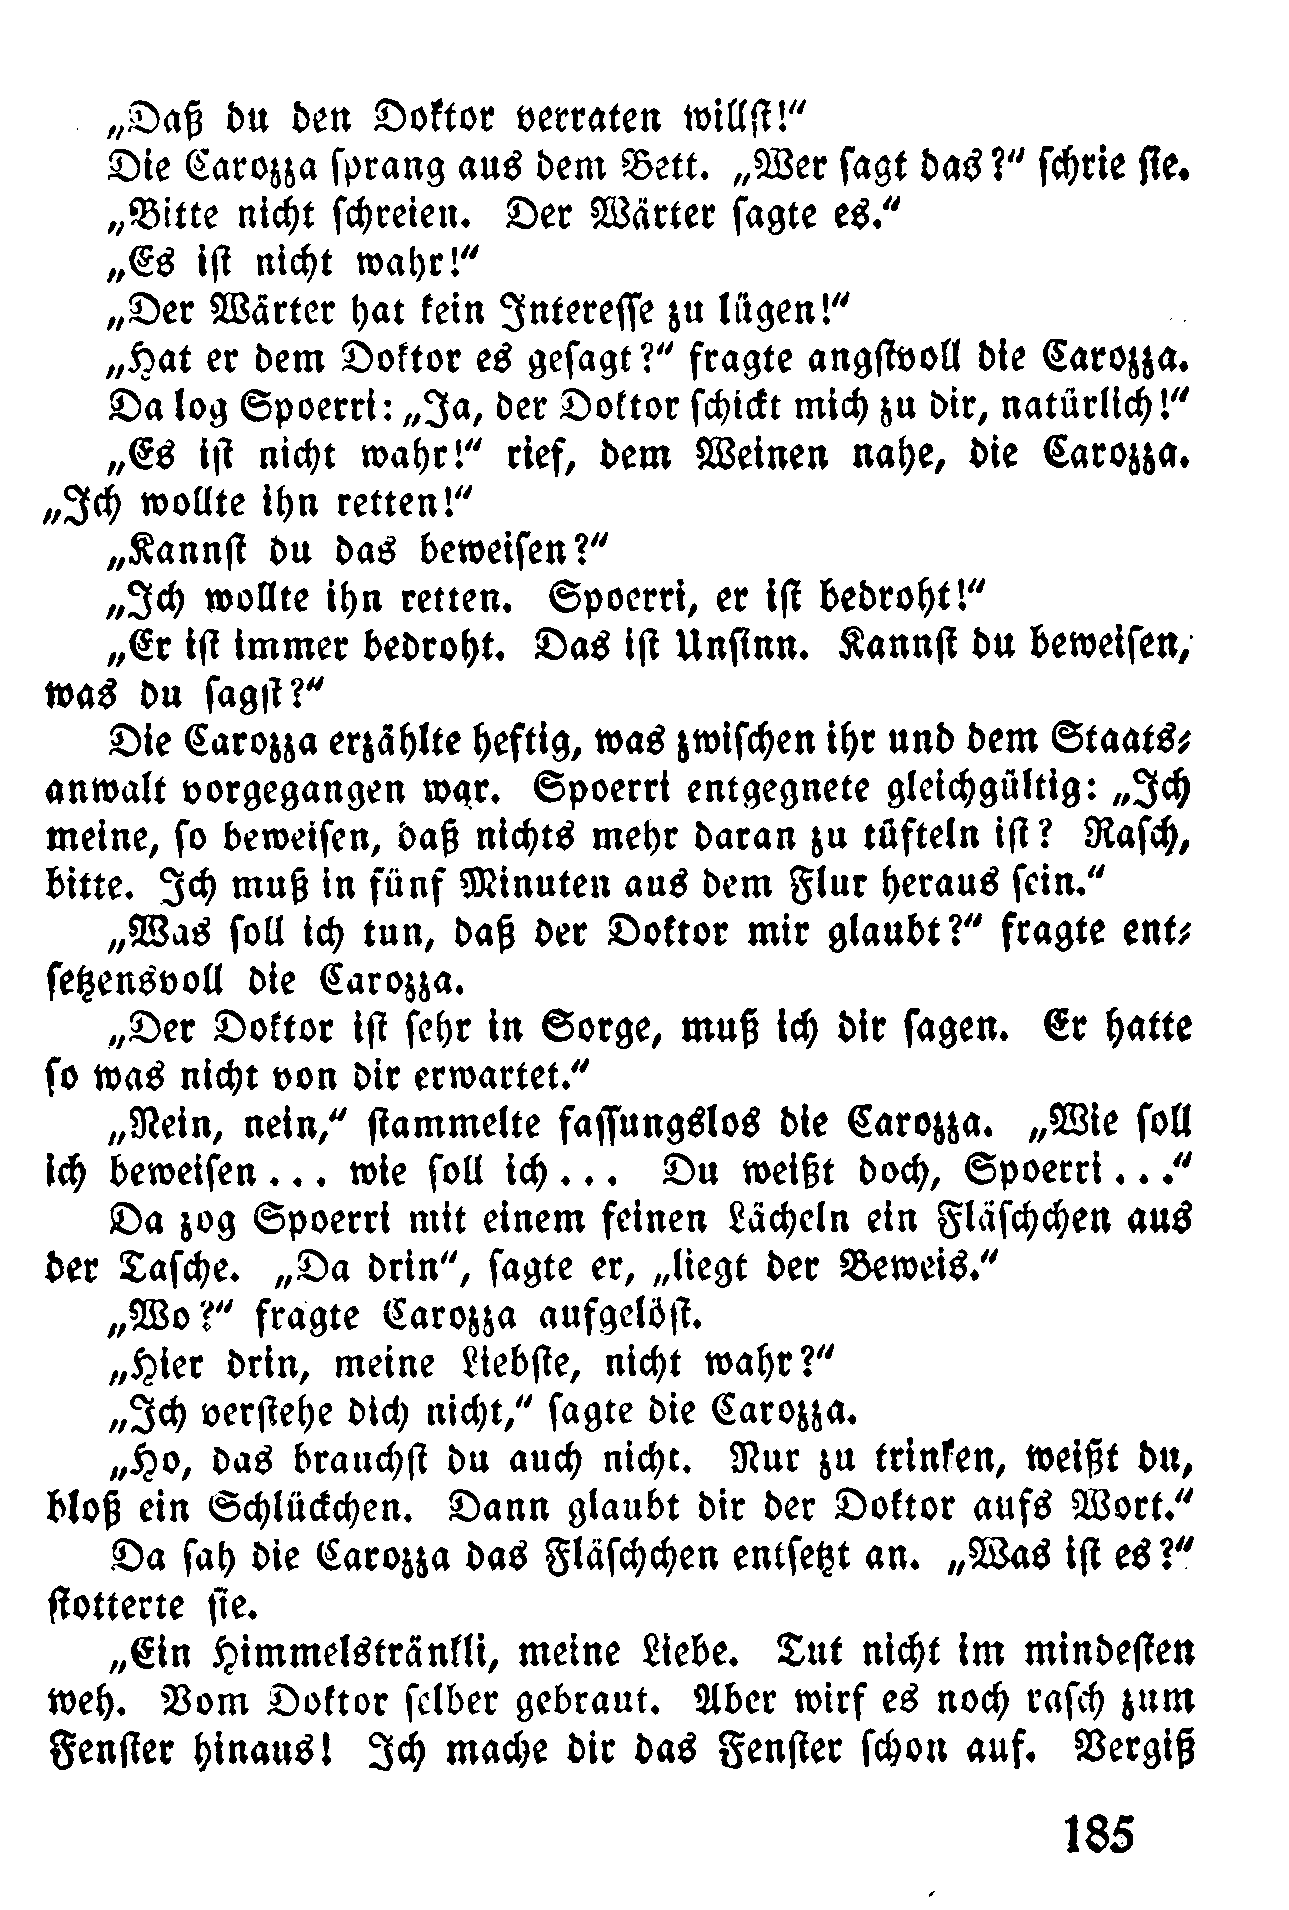 „Daß du den Doktor verraten willst!“
Die Carozza sprang aus dem Bett. „Wer sagt das?“ schrie sie.
„Bitte nicht schreien. Der Wärter sagte es.“
„Es ist nicht wahr!“
„Der Wärter hat kein Interesse zu lügen!“
„Hat er dem Doktor es gesagt?“ fragte angstvoll die Carozza.
Da log Spoerri: „Ja, der Doktor schickt mich zu dir, natürlich!“
„Es ist nicht wahr!“ rief, dem Weinen nahe, die Carozza.
„Ich wollte ihn retten!“
„Kannst du das beweisen?“
„Ich wollte ihn retten. Spoerri, er ist bedroht!“
„Er ist immer bedroht. Das ist Unsinn. Kannst du beweisen,
was du sagst?“
Die Carozza erzählte heftig, was zwischen ihr und dem Staats-
anwalt vorgegangen war. Spoerri entgegnete gleichgültig: „Ich
meine, so beweisen, daß nichts mehr daran zu tüfteln ist? Rasch,
bitte. Ich muß in fünf Minuten aus dem Flur heraus sein.“
„Was soll ich tun, daß der Doktor mir glaubt?“ fragte ent-
setzensvoll die Carozza.
„Der Doktor ist sehr in Sorge, muß ich dir sagen. Er hatte
so was nicht von dir erwartet.“
„Nein, nein,“ stammelte fassungslos die Carozza. „Wie soll
ich beweisen ... wie soll ich ... Du weißt doch, Spoerri ...“
Da zog Spoerri mit einem feinen Lächeln ein Fläschchen aus
der Tasche. „Da drin“, sagte er, „liegt der Beweis.“
„Wo?“ fragte Carozza aufgelöst.
„Hier drin, meine Liebste, nicht wahr?“
„Ich verstehe dich nicht,“ sagte die Carozza.
„Ho, das brauchst du auch nicht. Nur zu trinken, weißt du,
bloß ein Schlückchen. Dann glaubt dir der Doktor aufs Wort.“
Da sah die Carozza das Fläschchen entsetzt an. „Was ist es?“
stotterte sie.
„Ein Himmelstränkli, meine Liebe. Tut nicht im mindesten
weh. Vom Doktor selber gebraut. Aber wirf es noch rasch zum
Fenster hinaus! Ich mache dir das Fenster schon auf. Vergiß
185